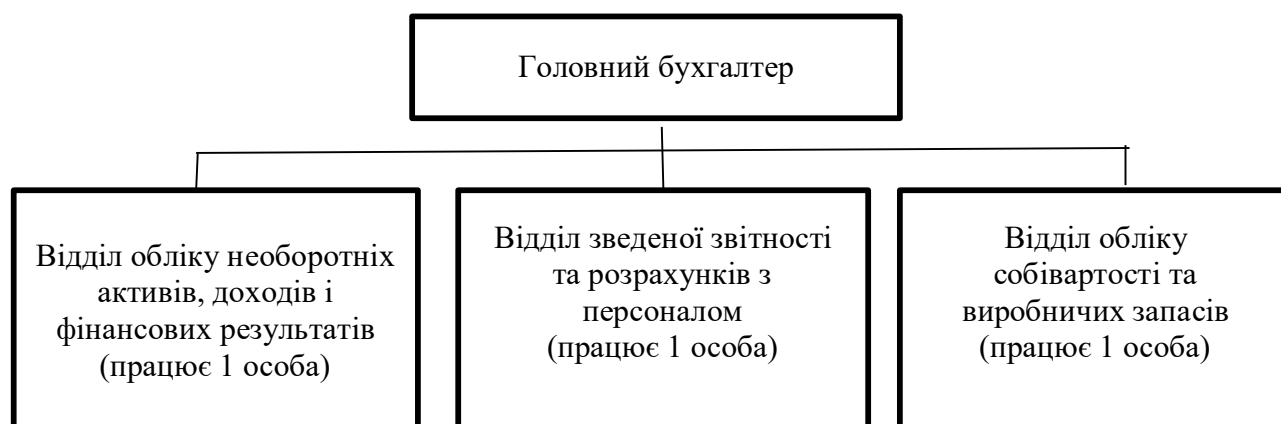 Головний бухгалтер
Відділ обліку необоротніх
активів, доходів і
фінансових результатів
(працює 1 особа)
Відділ зведеної звітності
та розрахунків з
персоналом
(працює 1 особа)
Відділ обліку
собівартості та
виробничих запасів
(працює 1 особа)